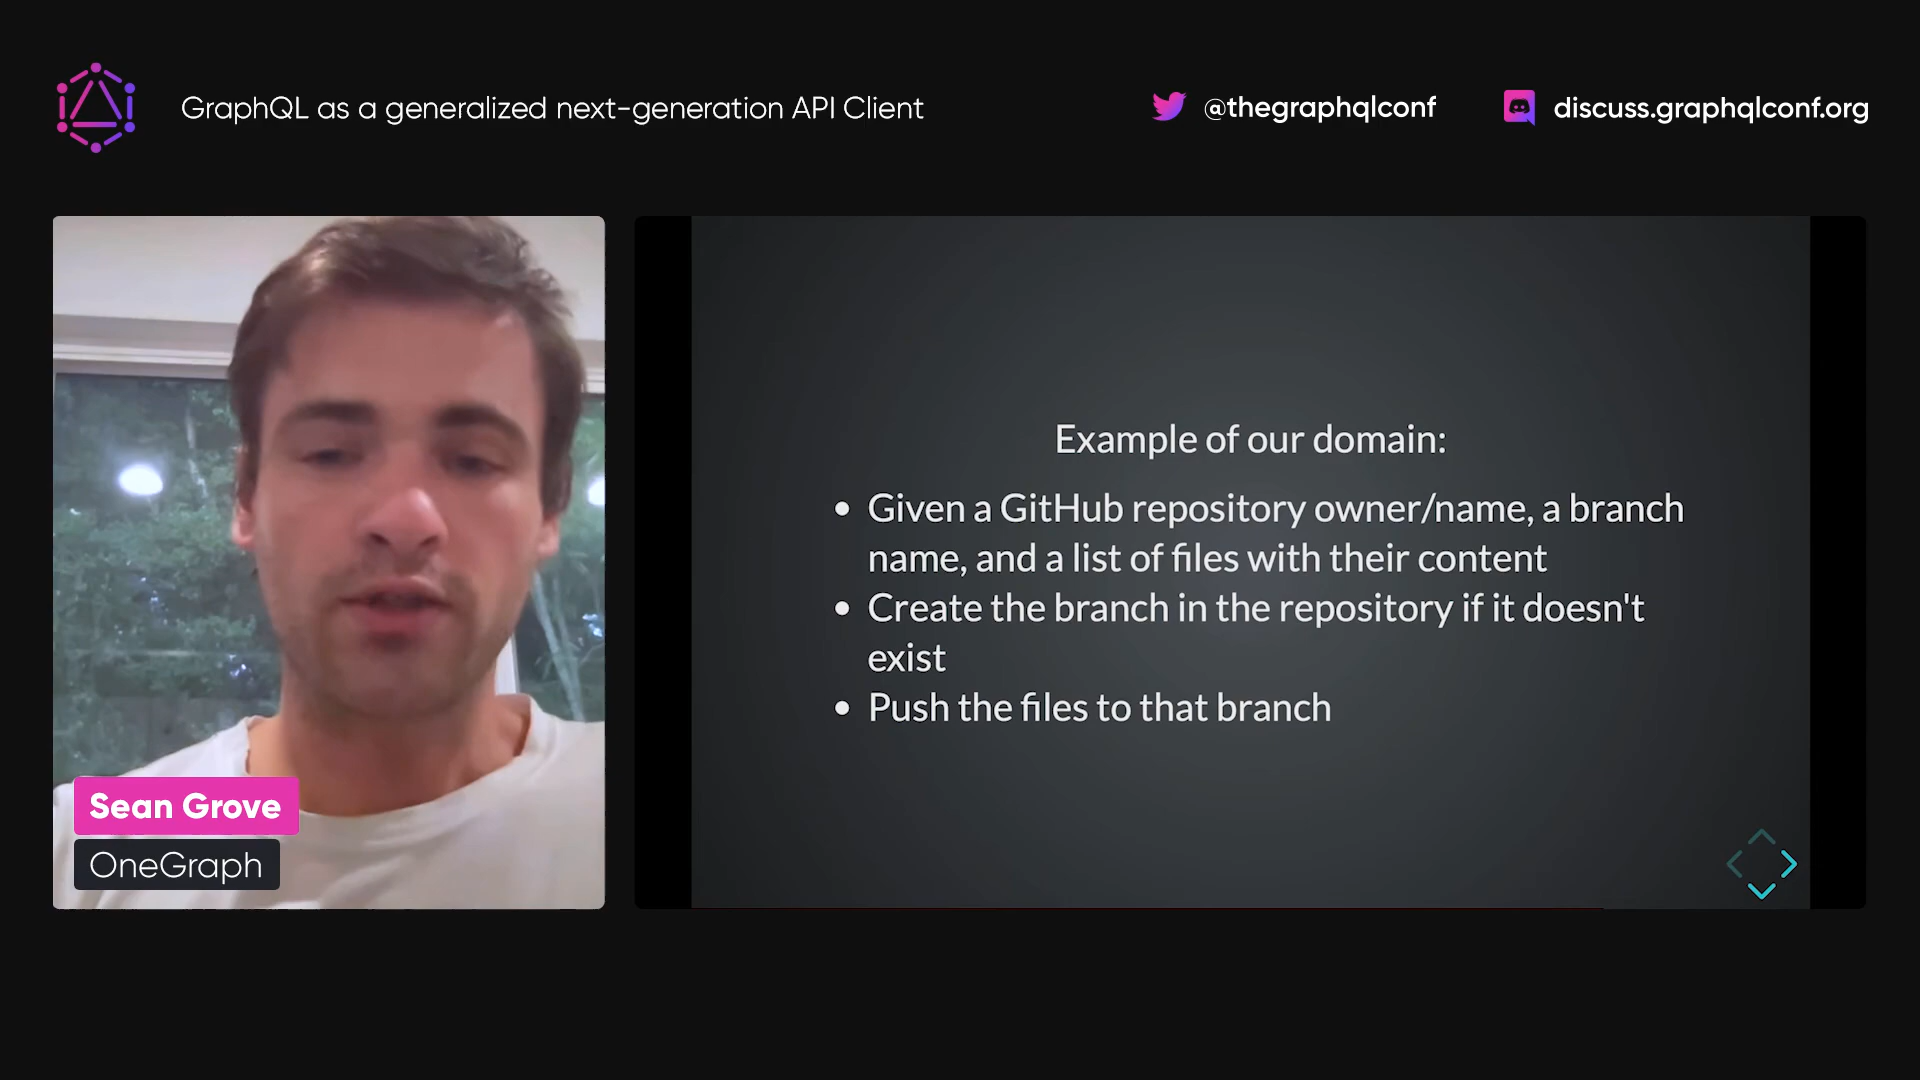 GraphQL as a generalized next-generation API Client
@thegraphqlconf
discuss.graphqlconf.org
Sean Grove
OneGraph
Example of our domain:
• Given a GitHub repository owner/name, a branch
name, and a list of files with their content
• Create the branch in the repository if it doesn't
exist
• Push the files to that branch